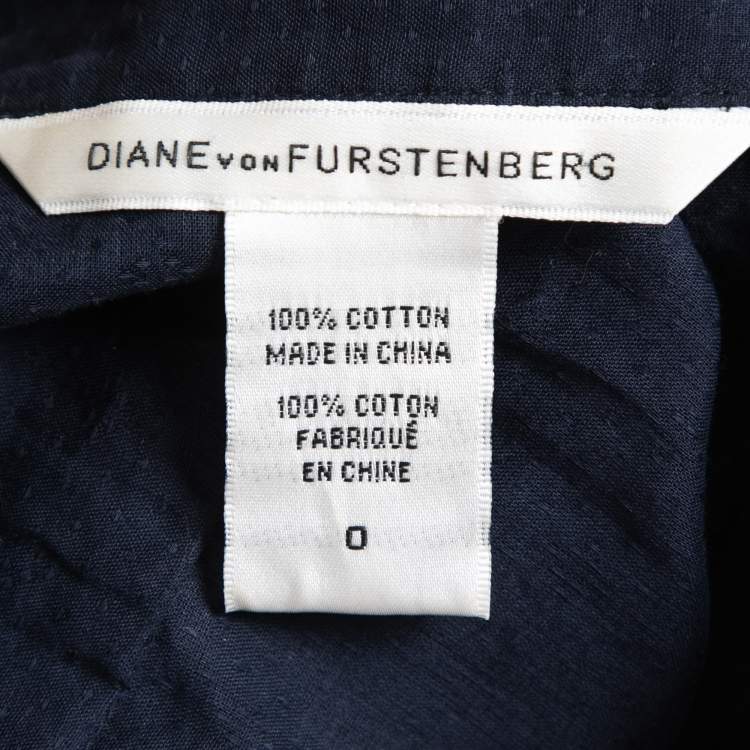 DIANE VON FURSTENBERG
100% COTTON
MADE IN CHINA
100% COTON
FABRIQUÉ
EN CHINE
0